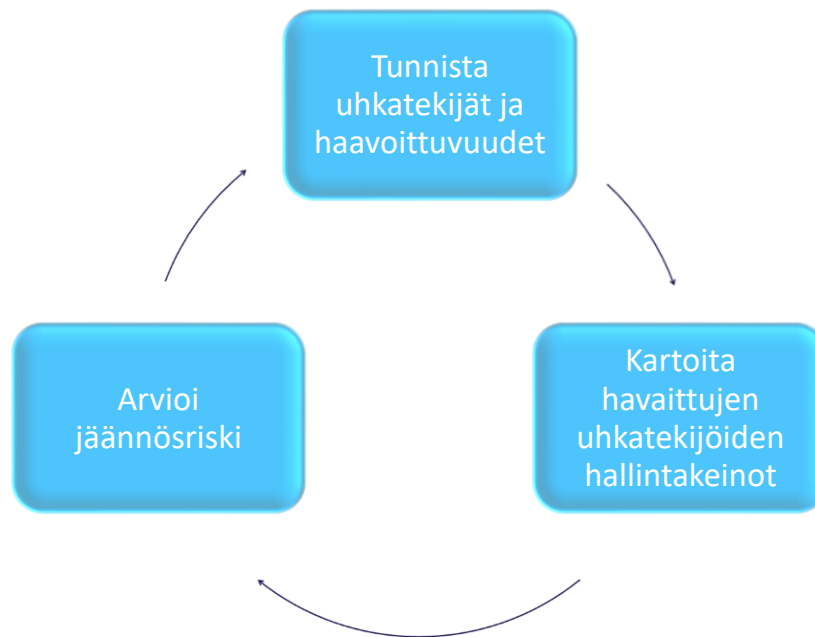 Tunnista
uhkatekijät ja
haavoittuvuudet
Arvioi
jäännösriski
Kartoita
havaittujen
uhkatekijöiden
hallintakeinot